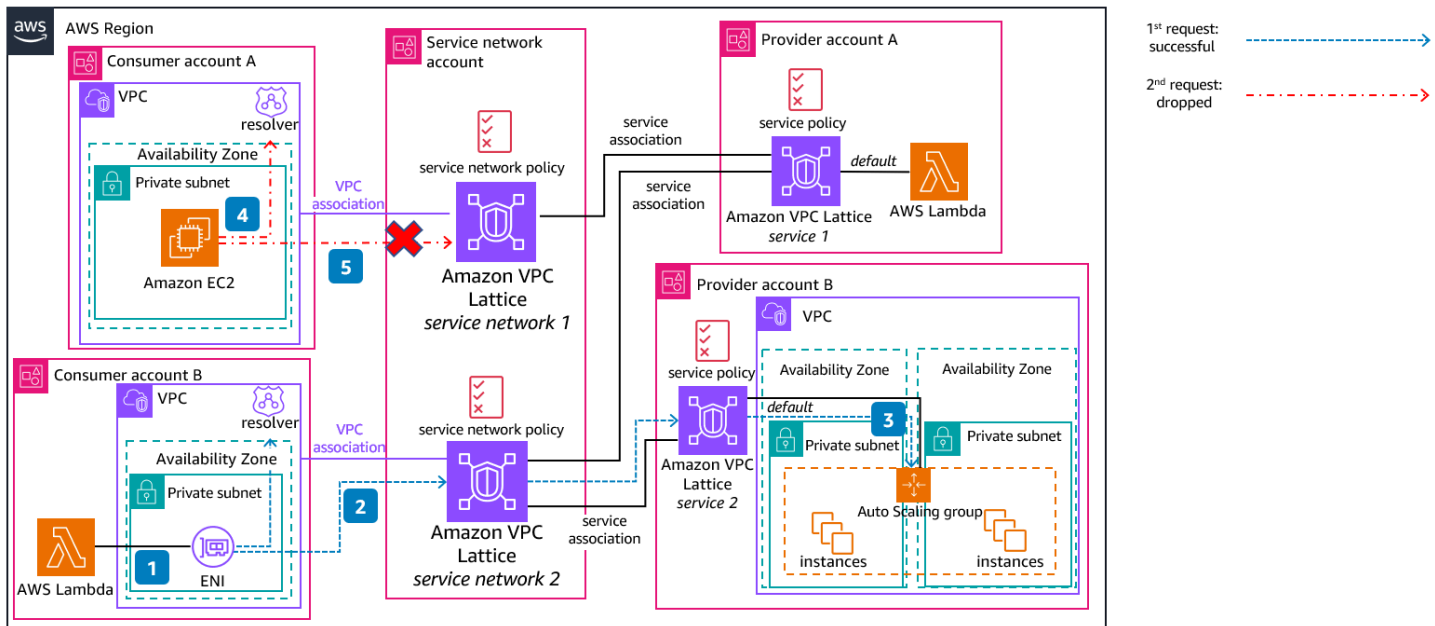 aws
AWS Region
Consumer account A
VPC
resolver
Availability Zone
Private subnet
4
Amazon EC2
5
VPC
association
Service network
account
service network policy
Amazon VPC
Lattice
service network 1
service
association
service
association
Provider account A
service policy
default
Amazon VPC Lattice
service 1
AWS Lambda
1st request:
successful
2nd request:
dropped
Consumer account B
VPC
resolver
Availability Zone
Private subnet
AWS Lambda
1
ENI
2
VPC
association
service network policy
Amazon VPC
Lattice
service network 2
service
association
Provider account B
service policy
Amazon VPC
Lattice
service 2
VPC
default
3
Availability Zone
Availability Zone
Private subnet
Private subnet
Auto Scaling group
instances
instances